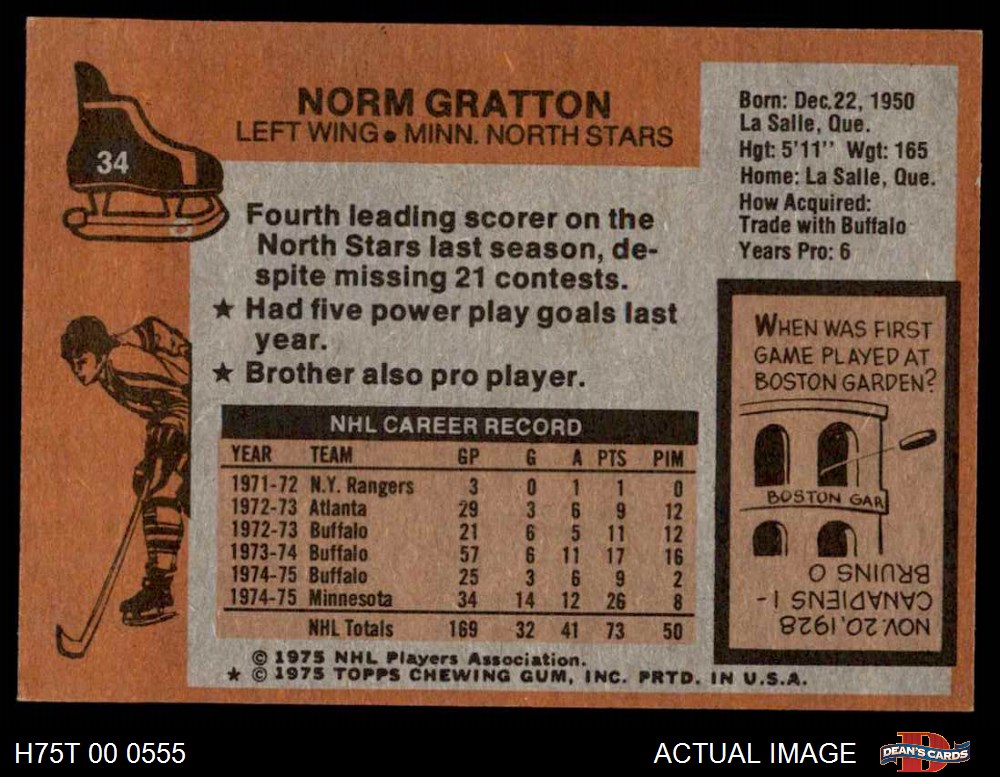 34
NORM GRATTON
LEFT WING ● MINN. NORTH STARS
Born: Dec. 22, 1950
La Salle, Que.
Hgt: 5'11" Wgt: 165
Home: La Salle, Que.
How Acquired:
Trade with Buffalo
Years Pro: 6
Fourth leading scorer on the
North Stars last season, de-
spite missing 21 contests.
★ Had five power play goals last
year.
★ Brother also pro player.
NHL CAREER RECORD
YEAR TEAM GP G A PTS PIM
1971-72 N.Y. Rangers 3 0 1 1 0
1972-73 Atlanta 29 3 6 9 12
1972-73 Buffalo 21 6 5 11 12
1973-74 Buffalo 57 6 11 17 16
1974-75 Buffalo 25 3 6 9 2
1974-75 Minnesota 34 14 12 26 8
NHL Totals 169 32 41 73 50
WHEN WAS FIRST
GAME PLAYED AT
BOSTON GARDEN?
BOSTON GAR
NOV. 20, 1928
CANADIENS 1-
BRUINS 0
© 1975 NHL Players Association.
★ © 1975 TOPPS CHEWING GUM, INC. PRTD. IN U.S.A.
H75T 00 0555
ACTUAL IMAGE
D
DEAN'S CARDS